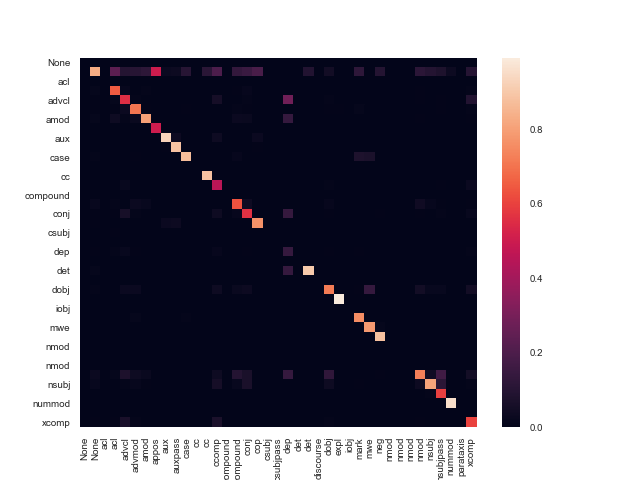 None
acl
advcl
amod
aux
case
cc
compound
conj
csubj
dep
det
dobj
iobj
mwe
nmod
nmod
nsubj
nummod
xcomp
None
None
acl
acl
advcl
advmod
amod
appos
aux
auxpass
case
cc
cc
ccomp
ompound
ompound
conj
cop
csubj
csubjpass
dep
det
det
discourse
dobj
expl
iobj
mark
mwe
neg
nmod
nmod
nmod
nmod
nsubj
nsubjpass
nummod
parataxis
xcomp
0.8
0.6
0.4
0.2
0.0